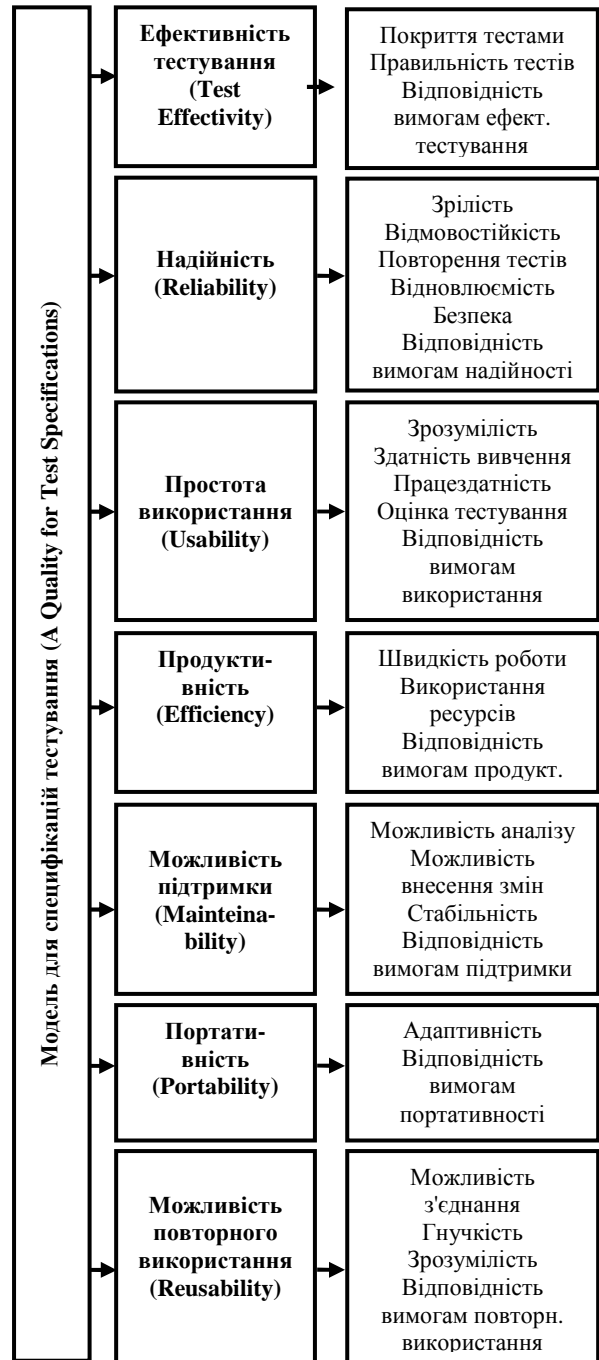 Модель для специфікацій тестування (A Quality for Test Specifications)
Ефективність
тестування
(Test
Effectivity)
Покриття тестами
Правильність тестів
Відповідність
вимогам ефект.
тестування
Надійність
(Reliability)
Зрілість
Відмовостійкість
Повторення тестів
Відновлюємість
Безпека
Відповідність
вимогам надійності
Простота
використання
(Usability)
Зрозумілість
Здатність вивчення
Працездатність
Оцінка тестування
Відповідність
вимогам
використання
Продукти-
вність
(Efficiency)
Швидкість роботи
Використання
ресурсів
Відповідність
вимогам продукт.
Можливість
підтримки
(Mainteina-
bility)
Можливість аналізу
Можливість
внесення змін
Стабільність
Відповідність
вимогам підтримки
Портати-
вність
(Portability)
Адаптивність
Відповідність
вимогам
портативності
Можливість
повторного
використання
(Reusability)
Можливість
з'єднання
Гнучкість
Зрозумілість
Відповідність
вимогам повторн.
використання